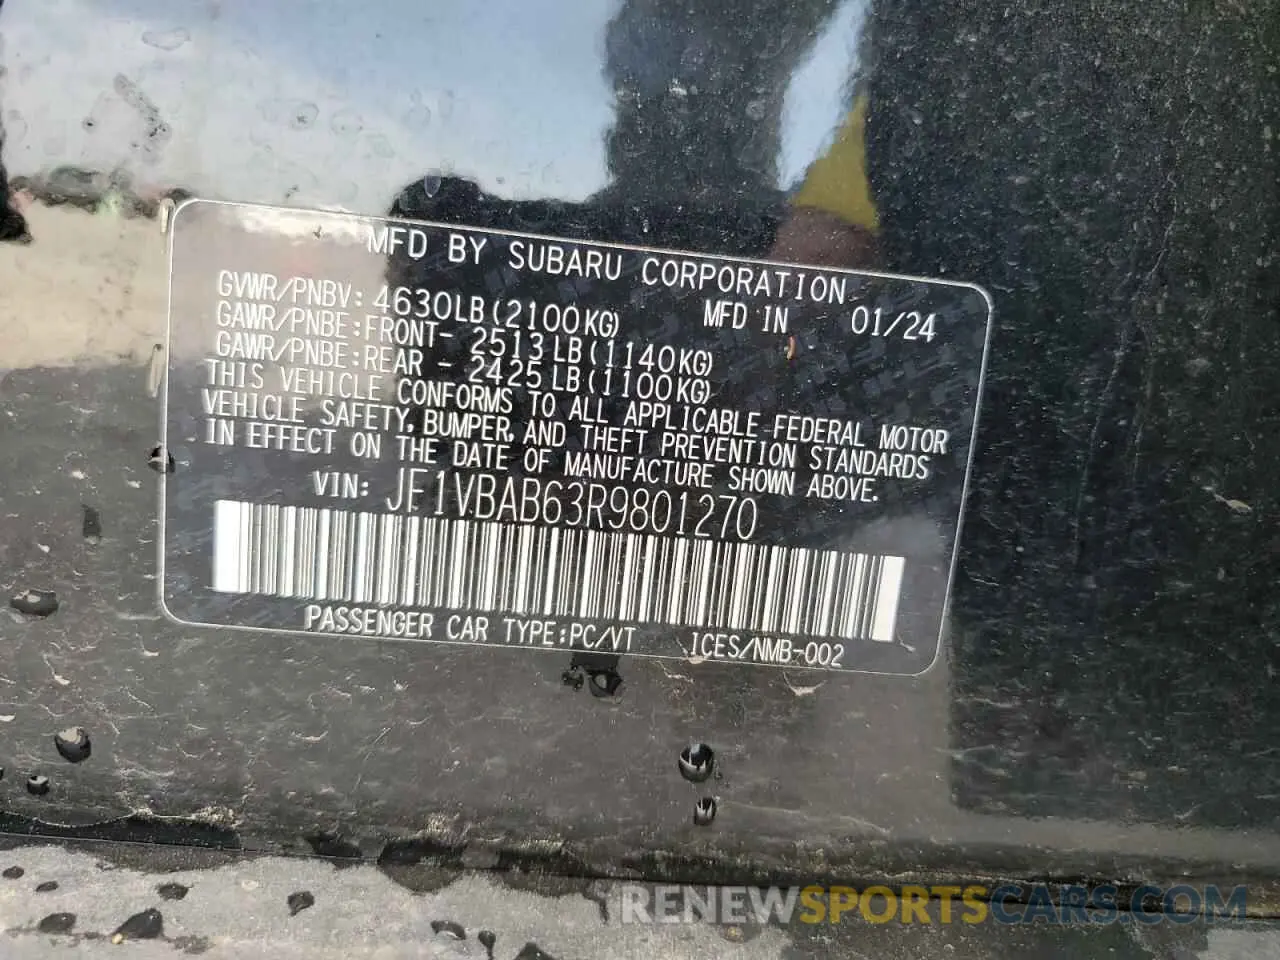 MFD BY SUBARU CORPORATION
GVWR/PNBV: 4630LB(2100KG) MFD IN 01/24
GAWR/PNBE:FRONT- 2513LB(1140KG)
GAWR/PNBE:REAR - 2425LB(1100KG)
THIS VEHICLE CONFORMS TO ALL APPLICABLE FEDERAL MOTOR
VEHICLE SAFETY, BUMPER, AND THEFT PREVENTION STANDARDS
IN EFFECT ON THE DATE OF MANUFACTURE SHOWN ABOVE.
VIN: JF1VBAB63R9801270
PASSENGER CAR TYPE:PC/VT ICES/NMB-002
RENEWSPORTSCARS.COM